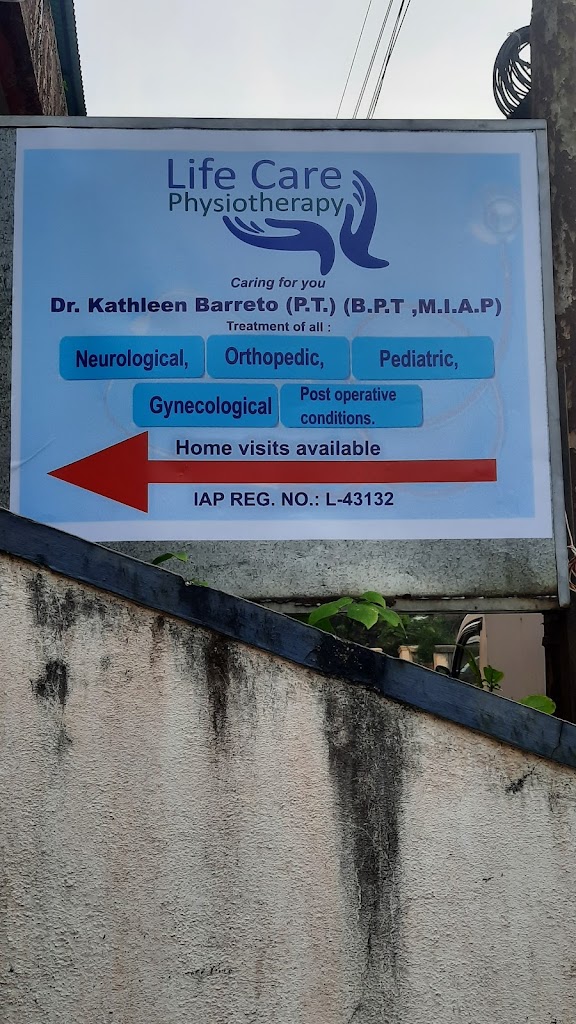 Life Care
Physiotherapy
Caring for you
Dr. Kathleen Barreto (P.T.) (B.P.T ,M.I.A.P)
Treatment of all :
Neurological, Orthopedic, Pediatric,
Gynecological Post operative
conditions.
Home visits available
IAP REG. NO.: L-43132